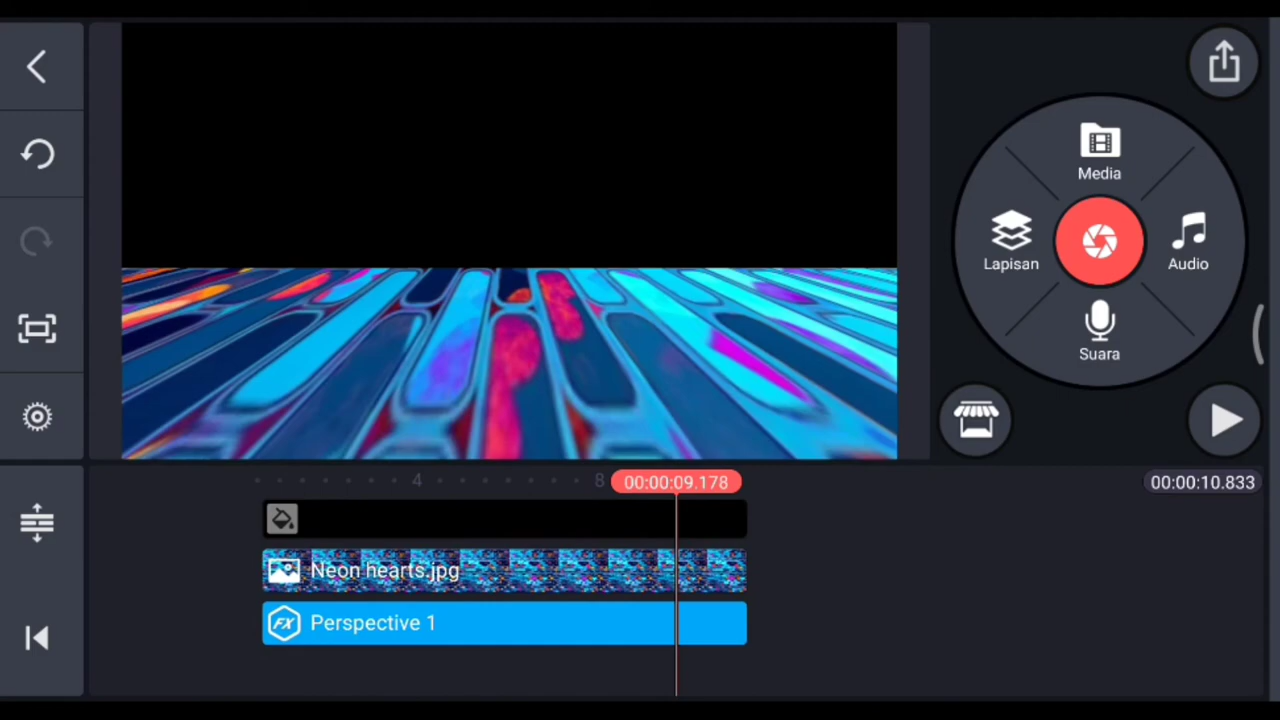 Media
Lapisan
Audio
Suara
4
8
00:00:09.178
00:00:10.833
Neon hearts.jpg
FX
Perspective 1